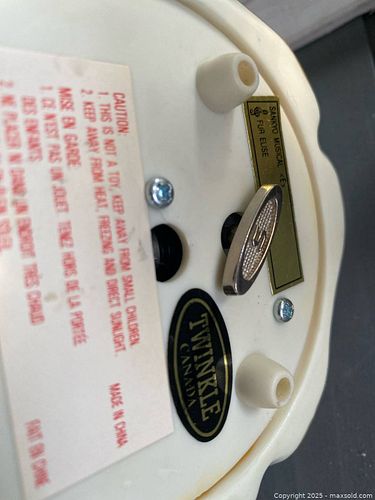 CAUTION:
1. THIS IS NOT A TOY. KEEP AWAY FROM SMALL CHILDREN.
2. KEEP AWAY FROM HEAT, FREEZING AND DIRECT SUNLIGHT.
MADE IN CHINA
MISE EN GARDE:
1. CE N'EST PAS UN JOUET. TENEZ HORS DE LA PORTÉE
DES ENFANTS
2. NE PLACER NI DANS UN ENDROIT TRÈS CHAUD,
FAIT EN CHINE
SANKYO MUSICAL
FÜR ELISE
S
TWINKLE
CANADA
Copyright 2025 - maxsold.com